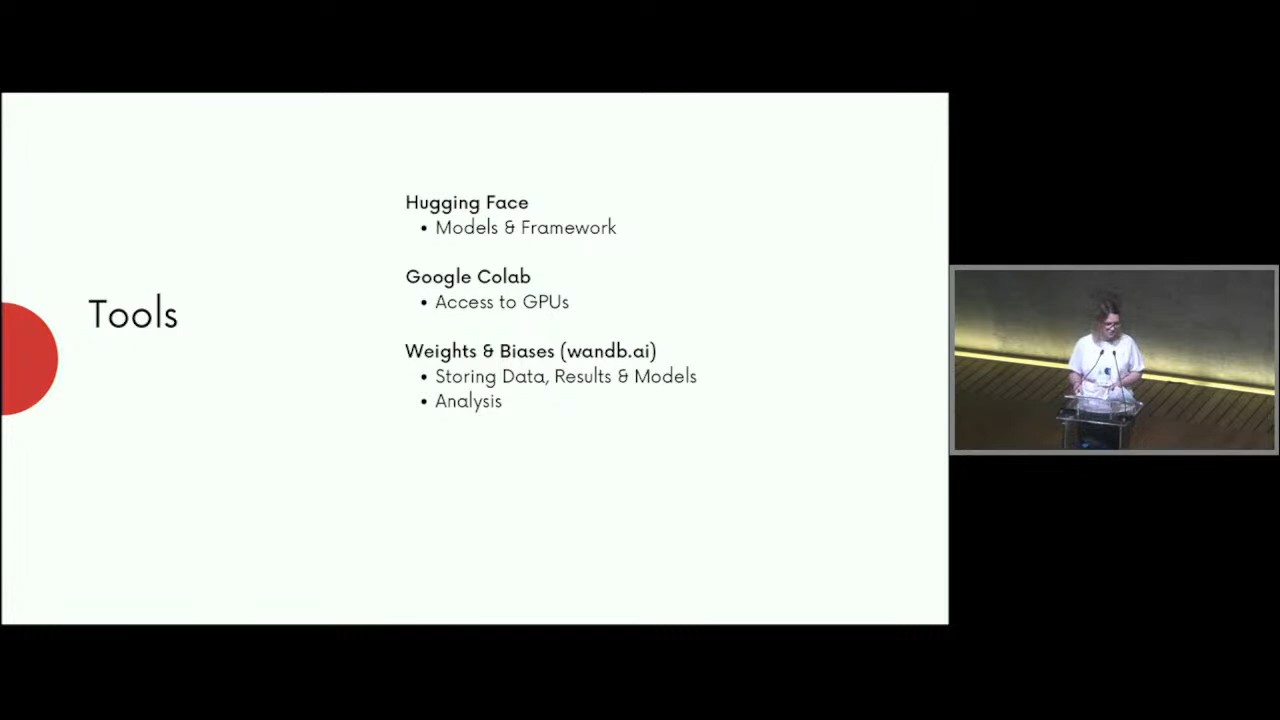 Tools
Hugging Face
• Models & Framework
Google Colab
• Access to GPUs
Weights & Biases (wandb.ai)
• Storing Data, Results & Models
• Analysis